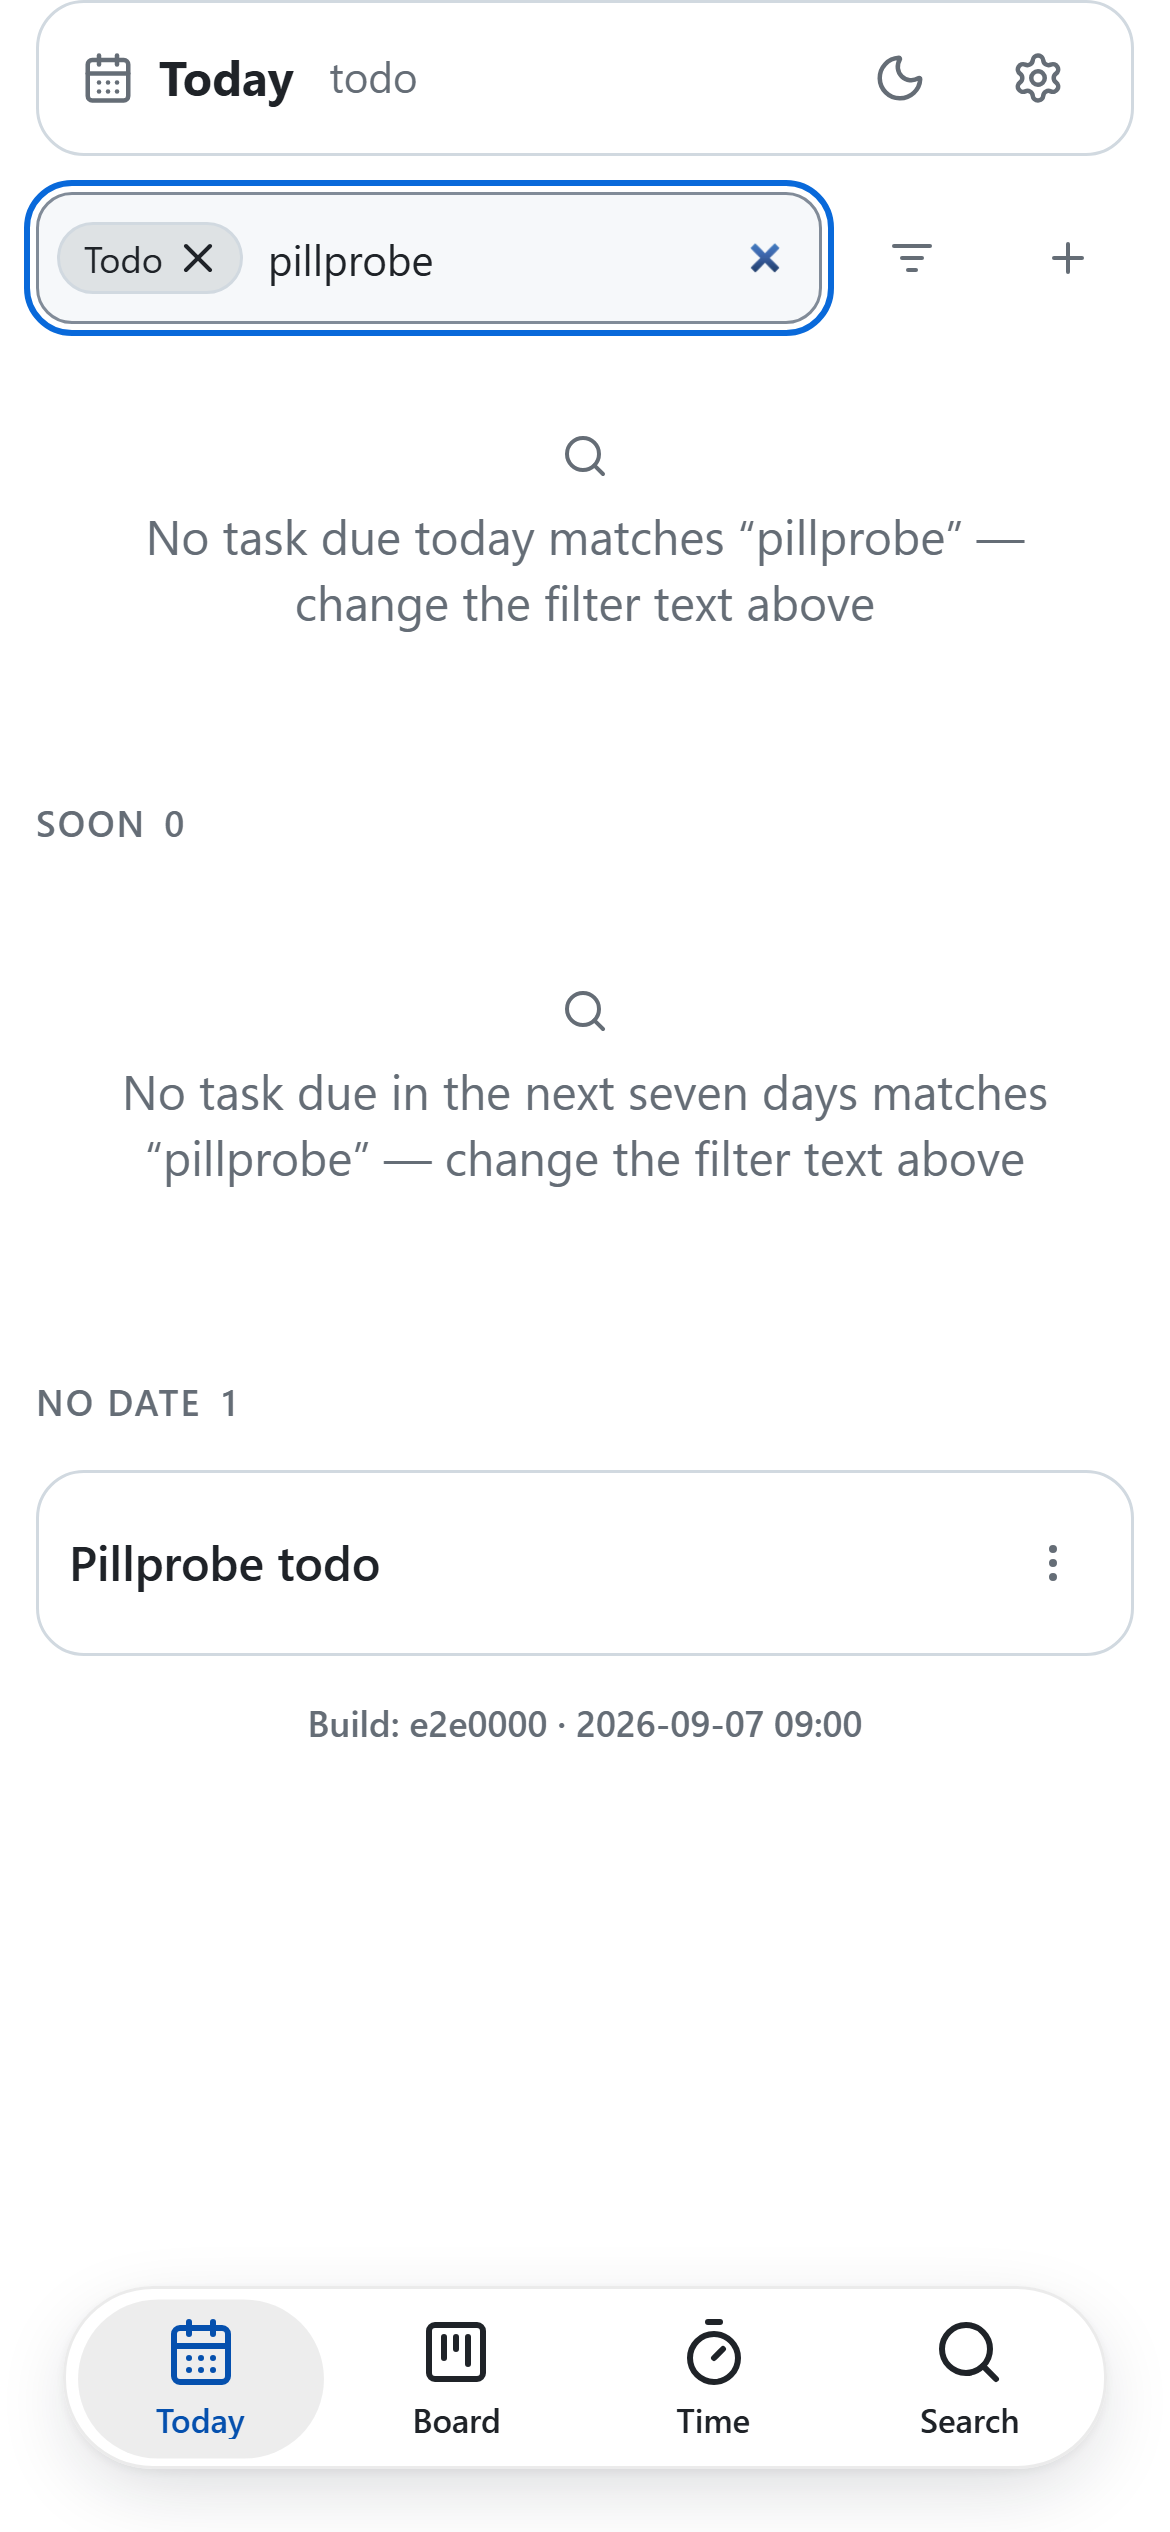 Today todo
Todo pillprobe
No task due today matches “pillprobe” —
change the filter text above
SOON 0
No task due in the next seven days matches
“pillprobe” — change the filter text above
NO DATE 1
Pillprobe todo
Build: e2e0000 · 2026-09-07 09:00
Today Board Time Search